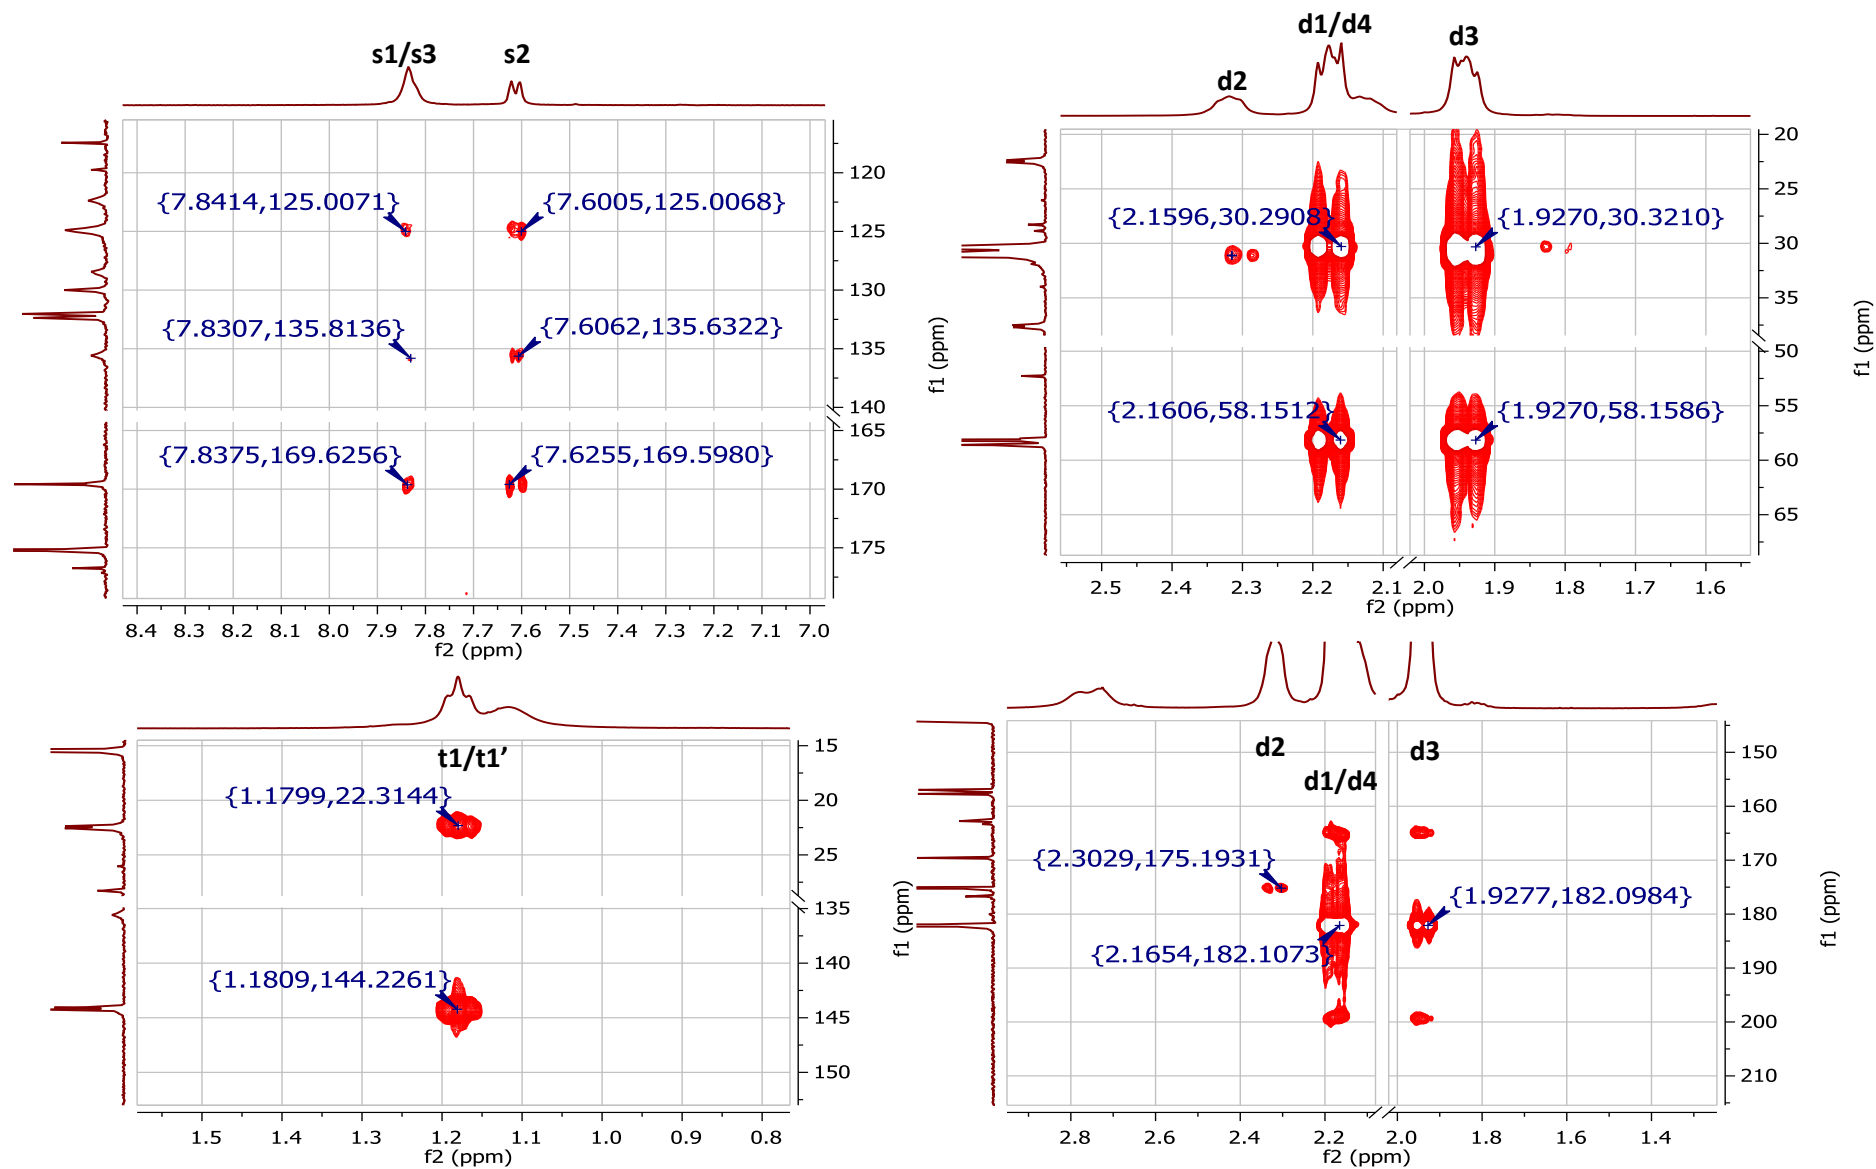 s1/s3
s2
{7.8414,125.0071}
{7.6005,125.0068}
{7.8307,135.8136}
{7.6062,135.6322}
{7.8375,169.6256}
{7.6255,169.5980}
120
125
130
135
140
165
170
175
f1 (ppm)
8.4 8.3 8.2 8.1 8.0 7.9 7.8 7.7 7.6 7.5 7.4 7.3 7.2 7.1 7.0
f2 (ppm)
d2
d1/d4
d3
{2.1596,30.2908}
{1.9270,30.3210}
{2.1606,58.1512}
{1.9270,58.1586}
20
25
30
35
50
55
60
65
f1 (ppm)
2.5 2.4 2.3 2.2 2.1 2.0 1.9 1.8 1.7 1.6
f2 (ppm)
t1/t1’
{1.1799,22.3144}
{1.1809,144.2261}
15
20
25
135
140
145
150
f1 (ppm)
1.5 1.4 1.3 1.2 1.1 1.0 0.9 0.8
f2 (ppm)
d2
d1/d4
d3
{2.3029,175.1931}
{1.9277,182.0984}
{2.1654,182.1073}
150
160
170
180
190
200
210
f1 (ppm)
2.8 2.6 2.4 2.2 2.0 1.8 1.6 1.4
f2 (ppm)